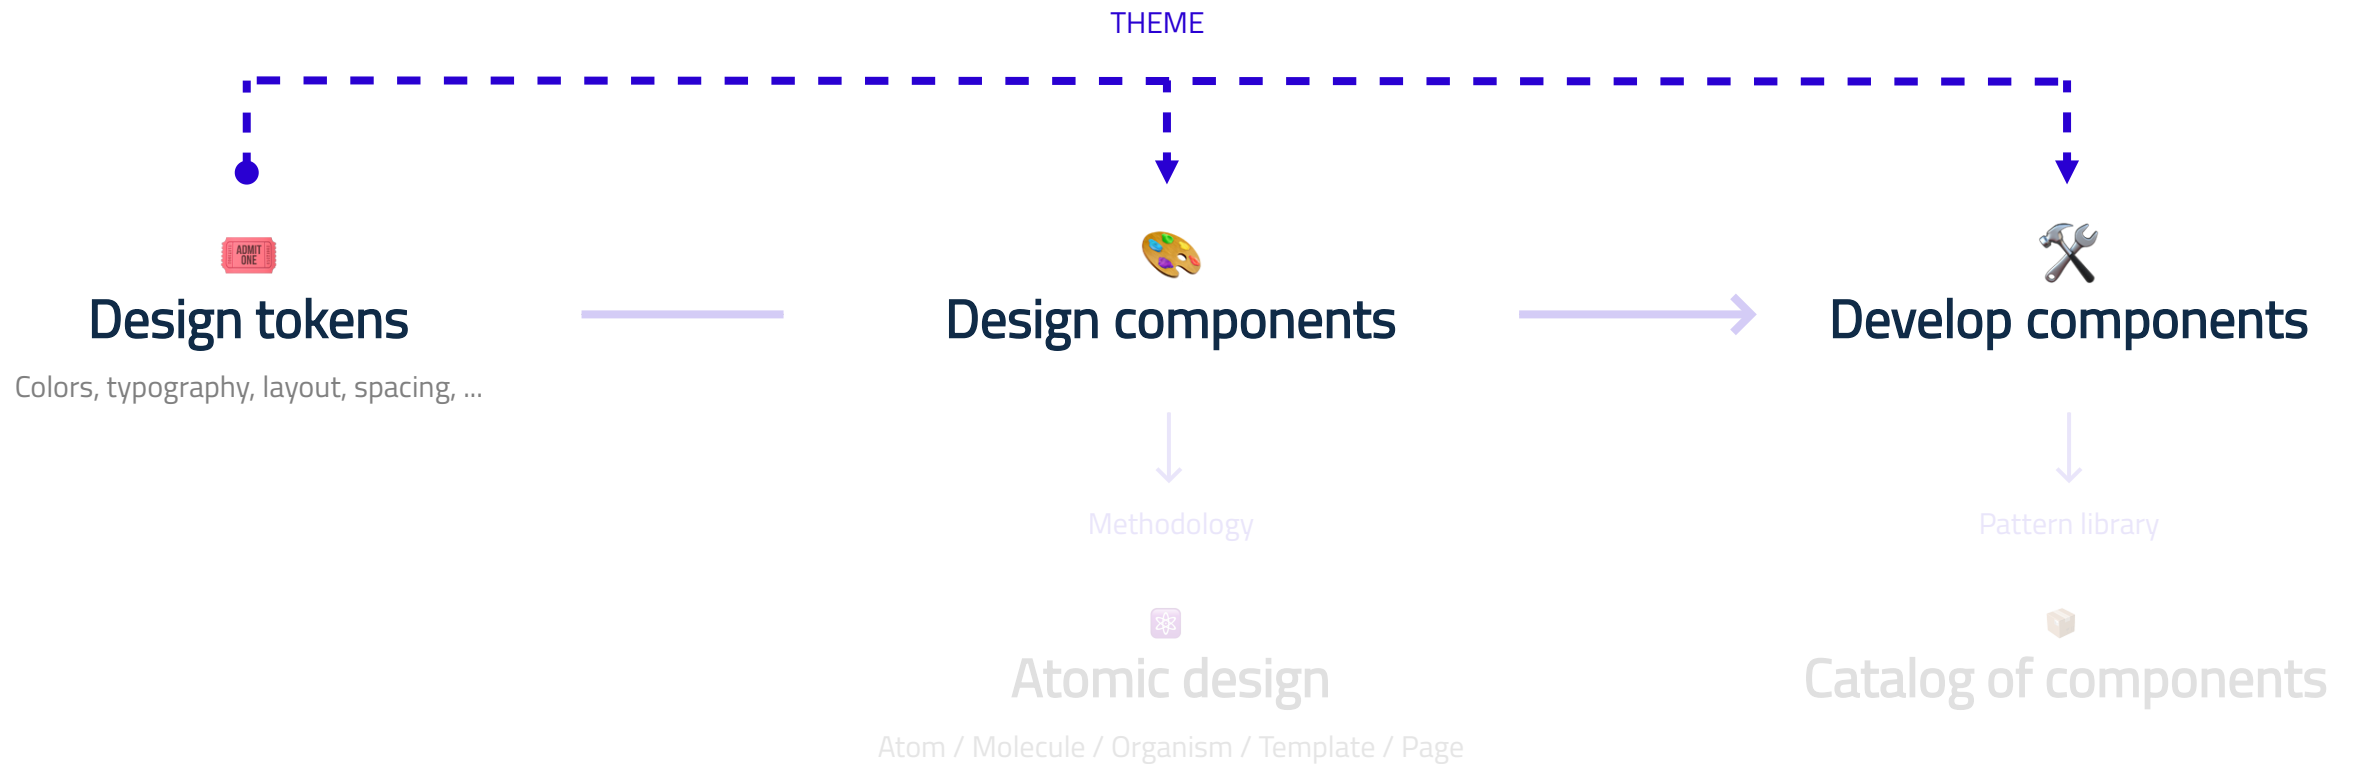 THEME
ADMIT
ONE
Design tokens
Design components
Develop components
Colors, typography, layout, spacing, ...
Methodology
Pattern library
Atomic design
Catalog of components
Atom / Molecule / Organism / Template / Page